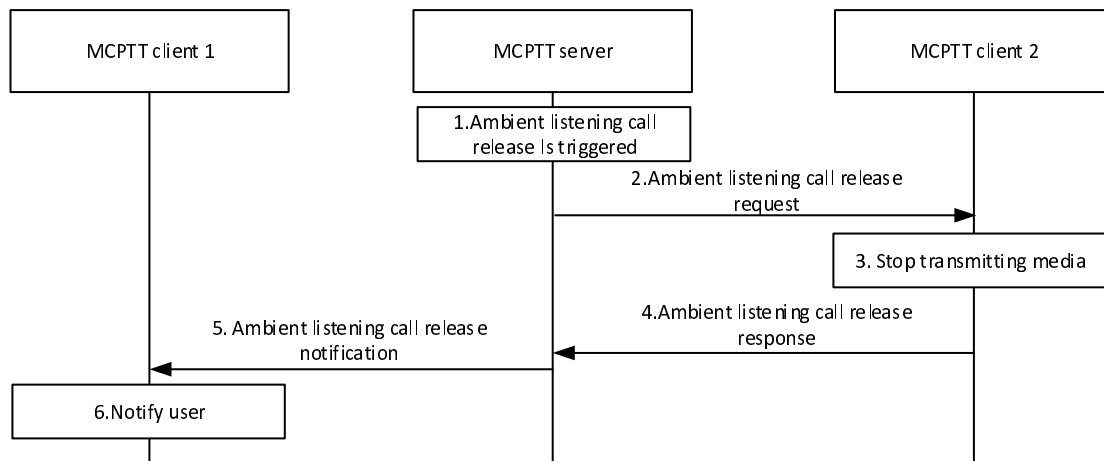 MCPTT client 1
MCPTT server
MCPTT client 2
1.Ambient listening call
release Is triggered
2.Ambient listening call release
request
3. Stop transmitting media
4.Ambient listening call release
response
5. Ambient listening call release
notification
6.Notify user